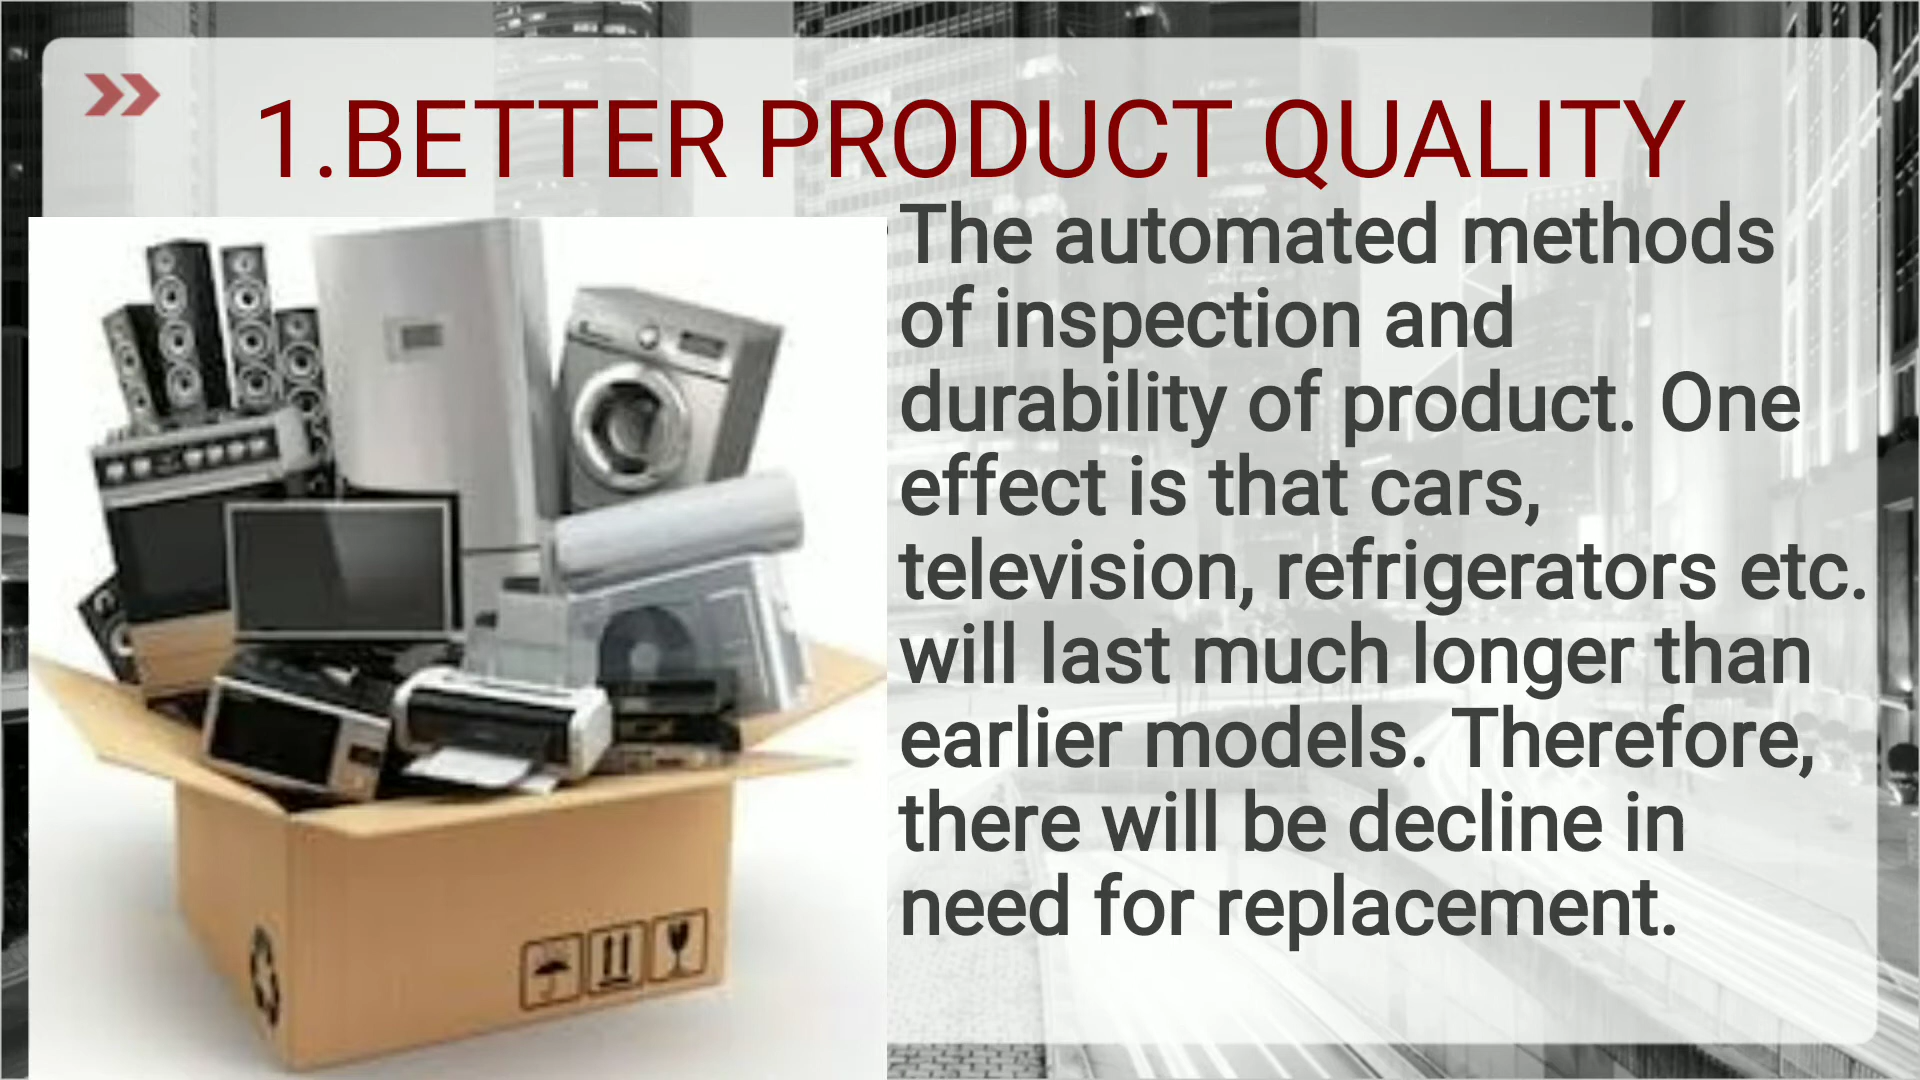 1.BETTER PRODUCT QUALITY
The automated methods
of inspection and
durability of product. One
effect is that cars,
television, refrigerators etc.
will last much longer than
earlier models. Therefore,
there will be decline in
need for replacement.